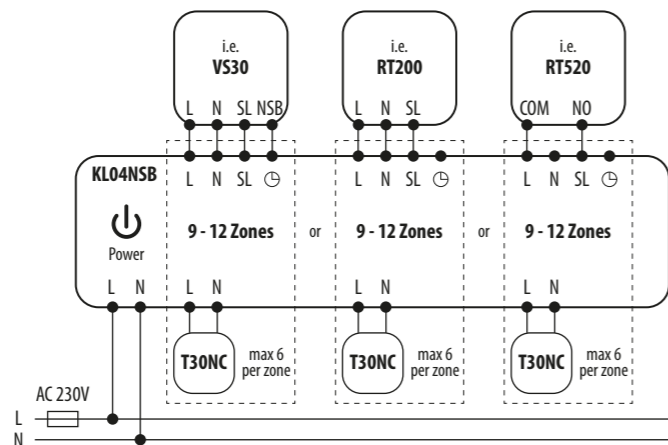 i.e.
VS30
L N SL NSB
i.e.
RT200
L N SL
i.e.
RT520
COM NO
KL04NSB
Power
L N
L N SL
9 - 12 Zones
L N
or
L N SL
9 - 12 Zones
L N
or
L N SL
9 - 12 Zones
L N
T30NC
max 6
per zone
T30NC
max 6
per zone
T30NC
max 6
per zone
AC 230V
L
N